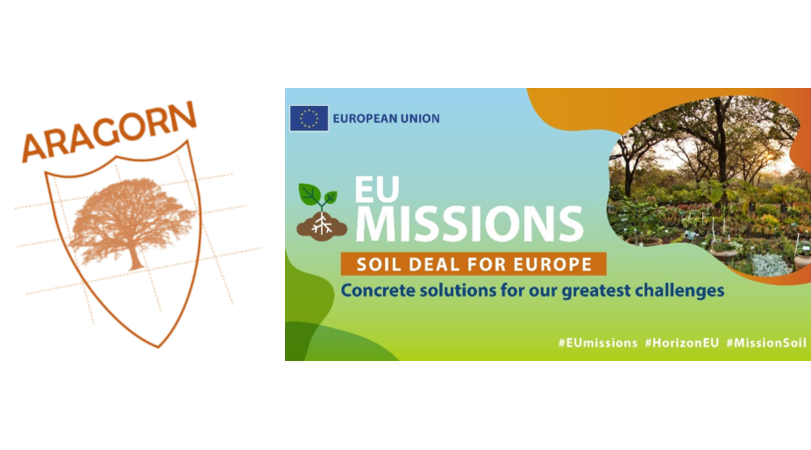 ARAGORN
EUROPEAN UNION
EU
MISSIONS
SOIL DEAL FOR EUROPE
Concrete solutions for our greatest challenges
#EUmissions #HorizonEU #MissionSoil